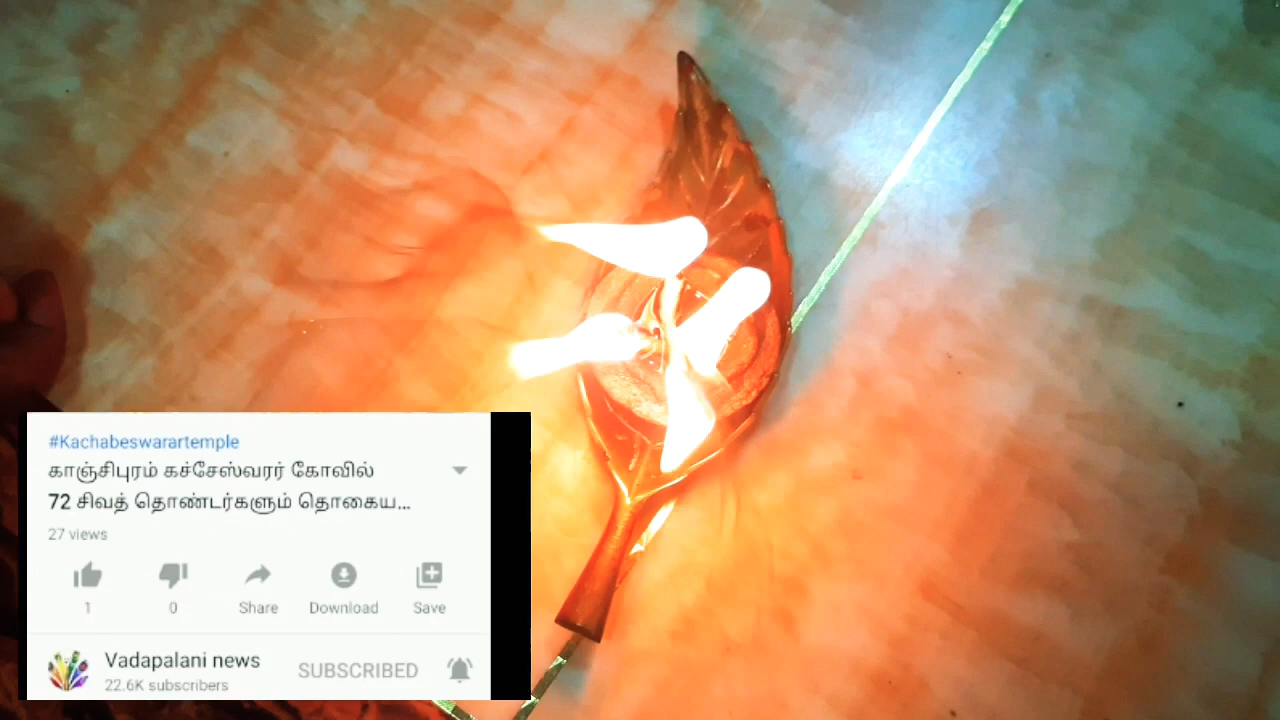 #Kachabeswarartemple
காஞ்சிபுரம் கச்சேஸ்வரர் கோவில்
72 சிவத் தொண்டர்களும் தொகைய...
27 views
1 0 Share Download Save
Vadapalani news SUBSCRIBED
22.6K subscribers